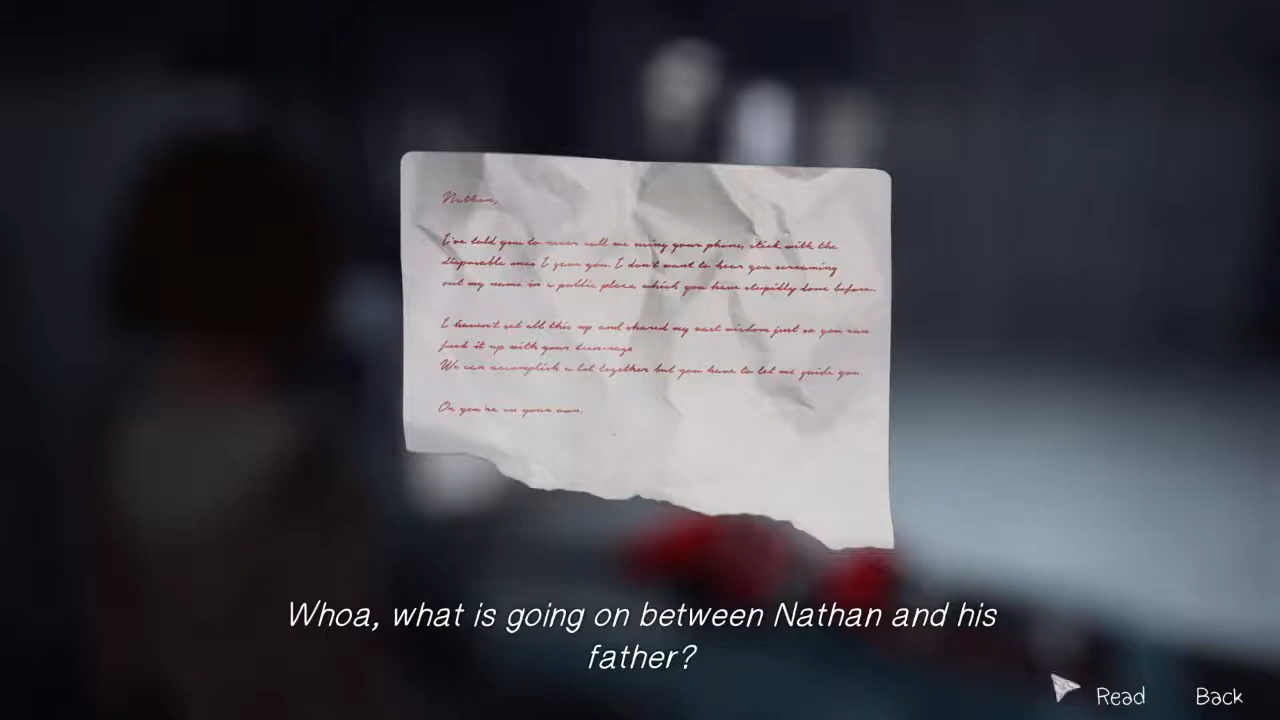 Nathan,
I've told you to never call me using your phone, stick with the
disposable ones I gave you. I don't want to hear you screaming
out my name in a public place, which you have stupidly done before.
I haven't set all this up and shared my vast wisdom just so you can
fuck it up with your teen-rage
We can accomplish a lot together but you have to let me guide you.
Or you're on your own.
Whoa, what is going on between Nathan and his
father?
Read Back